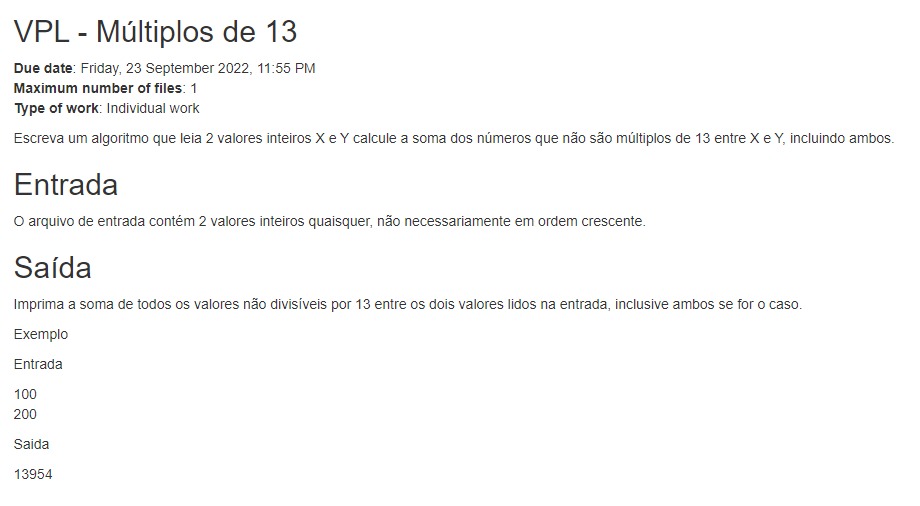 VPL - Múltiplos de 13
Due date: Friday, 23 September 2022, 11:55 PM
Maximum number of files: 1
Type of work: Individual work
Escreva um algoritmo que leia 2 valores inteiros X e Y calcule a soma dos números que não são múltiplos de 13 entre X e Y, incluindo ambos.
Entrada
O arquivo de entrada contém 2 valores inteiros quaisquer, não necessariamente em ordem crescente.
Saída
Imprima a soma de todos os valores não divisíveis por 13 entre os dois valores lidos na entrada, inclusive ambos se for o caso.
Exemplo
Entrada
100
200
Saida
13954